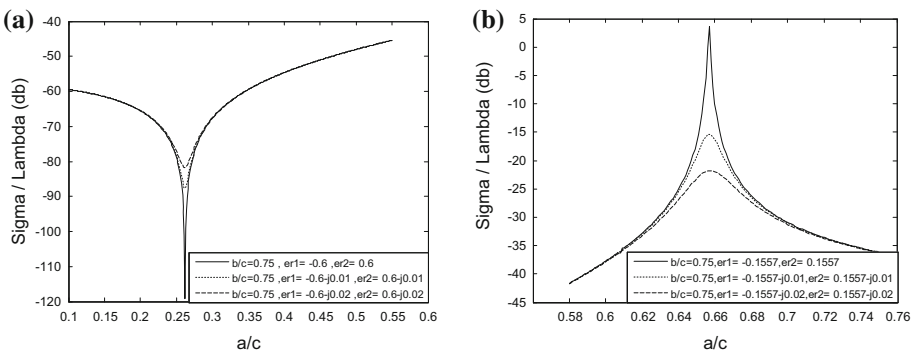 (a)
Sigma / Lambda (db)
-40
-50
-60
-70
-80
-90
-100
-110
-120
b/c=0.75 , er1= -0.6 , er2= 0.6
b/c=0.75 , er1= -0.6-j0.01 , er2= 0.6-j0.01
b/c=0.75 , er1= -0.6-j0.02 , er2= 0.6-j0.02
0.1 0.15 0.2 0.25 0.3 0.35 0.4 0.45 0.5 0.55 0.6
a/c
(b)
Sigma / Lambda (db)
5
0
-5
-10
-15
-20
-25
-30
-35
-40
-45
b/c=0.75,er1= -0.1557,er2= 0.1557
b/c=0.75,er1= -0.1557-j0.01,er2= 0.1557-j0.01
b/c=0.75,er1= -0.1557-j0.02,er2= 0.1557-j0.02
0.58 0.6 0.62 0.64 0.66 0.68 0.7 0.72 0.74 0.76
a/c